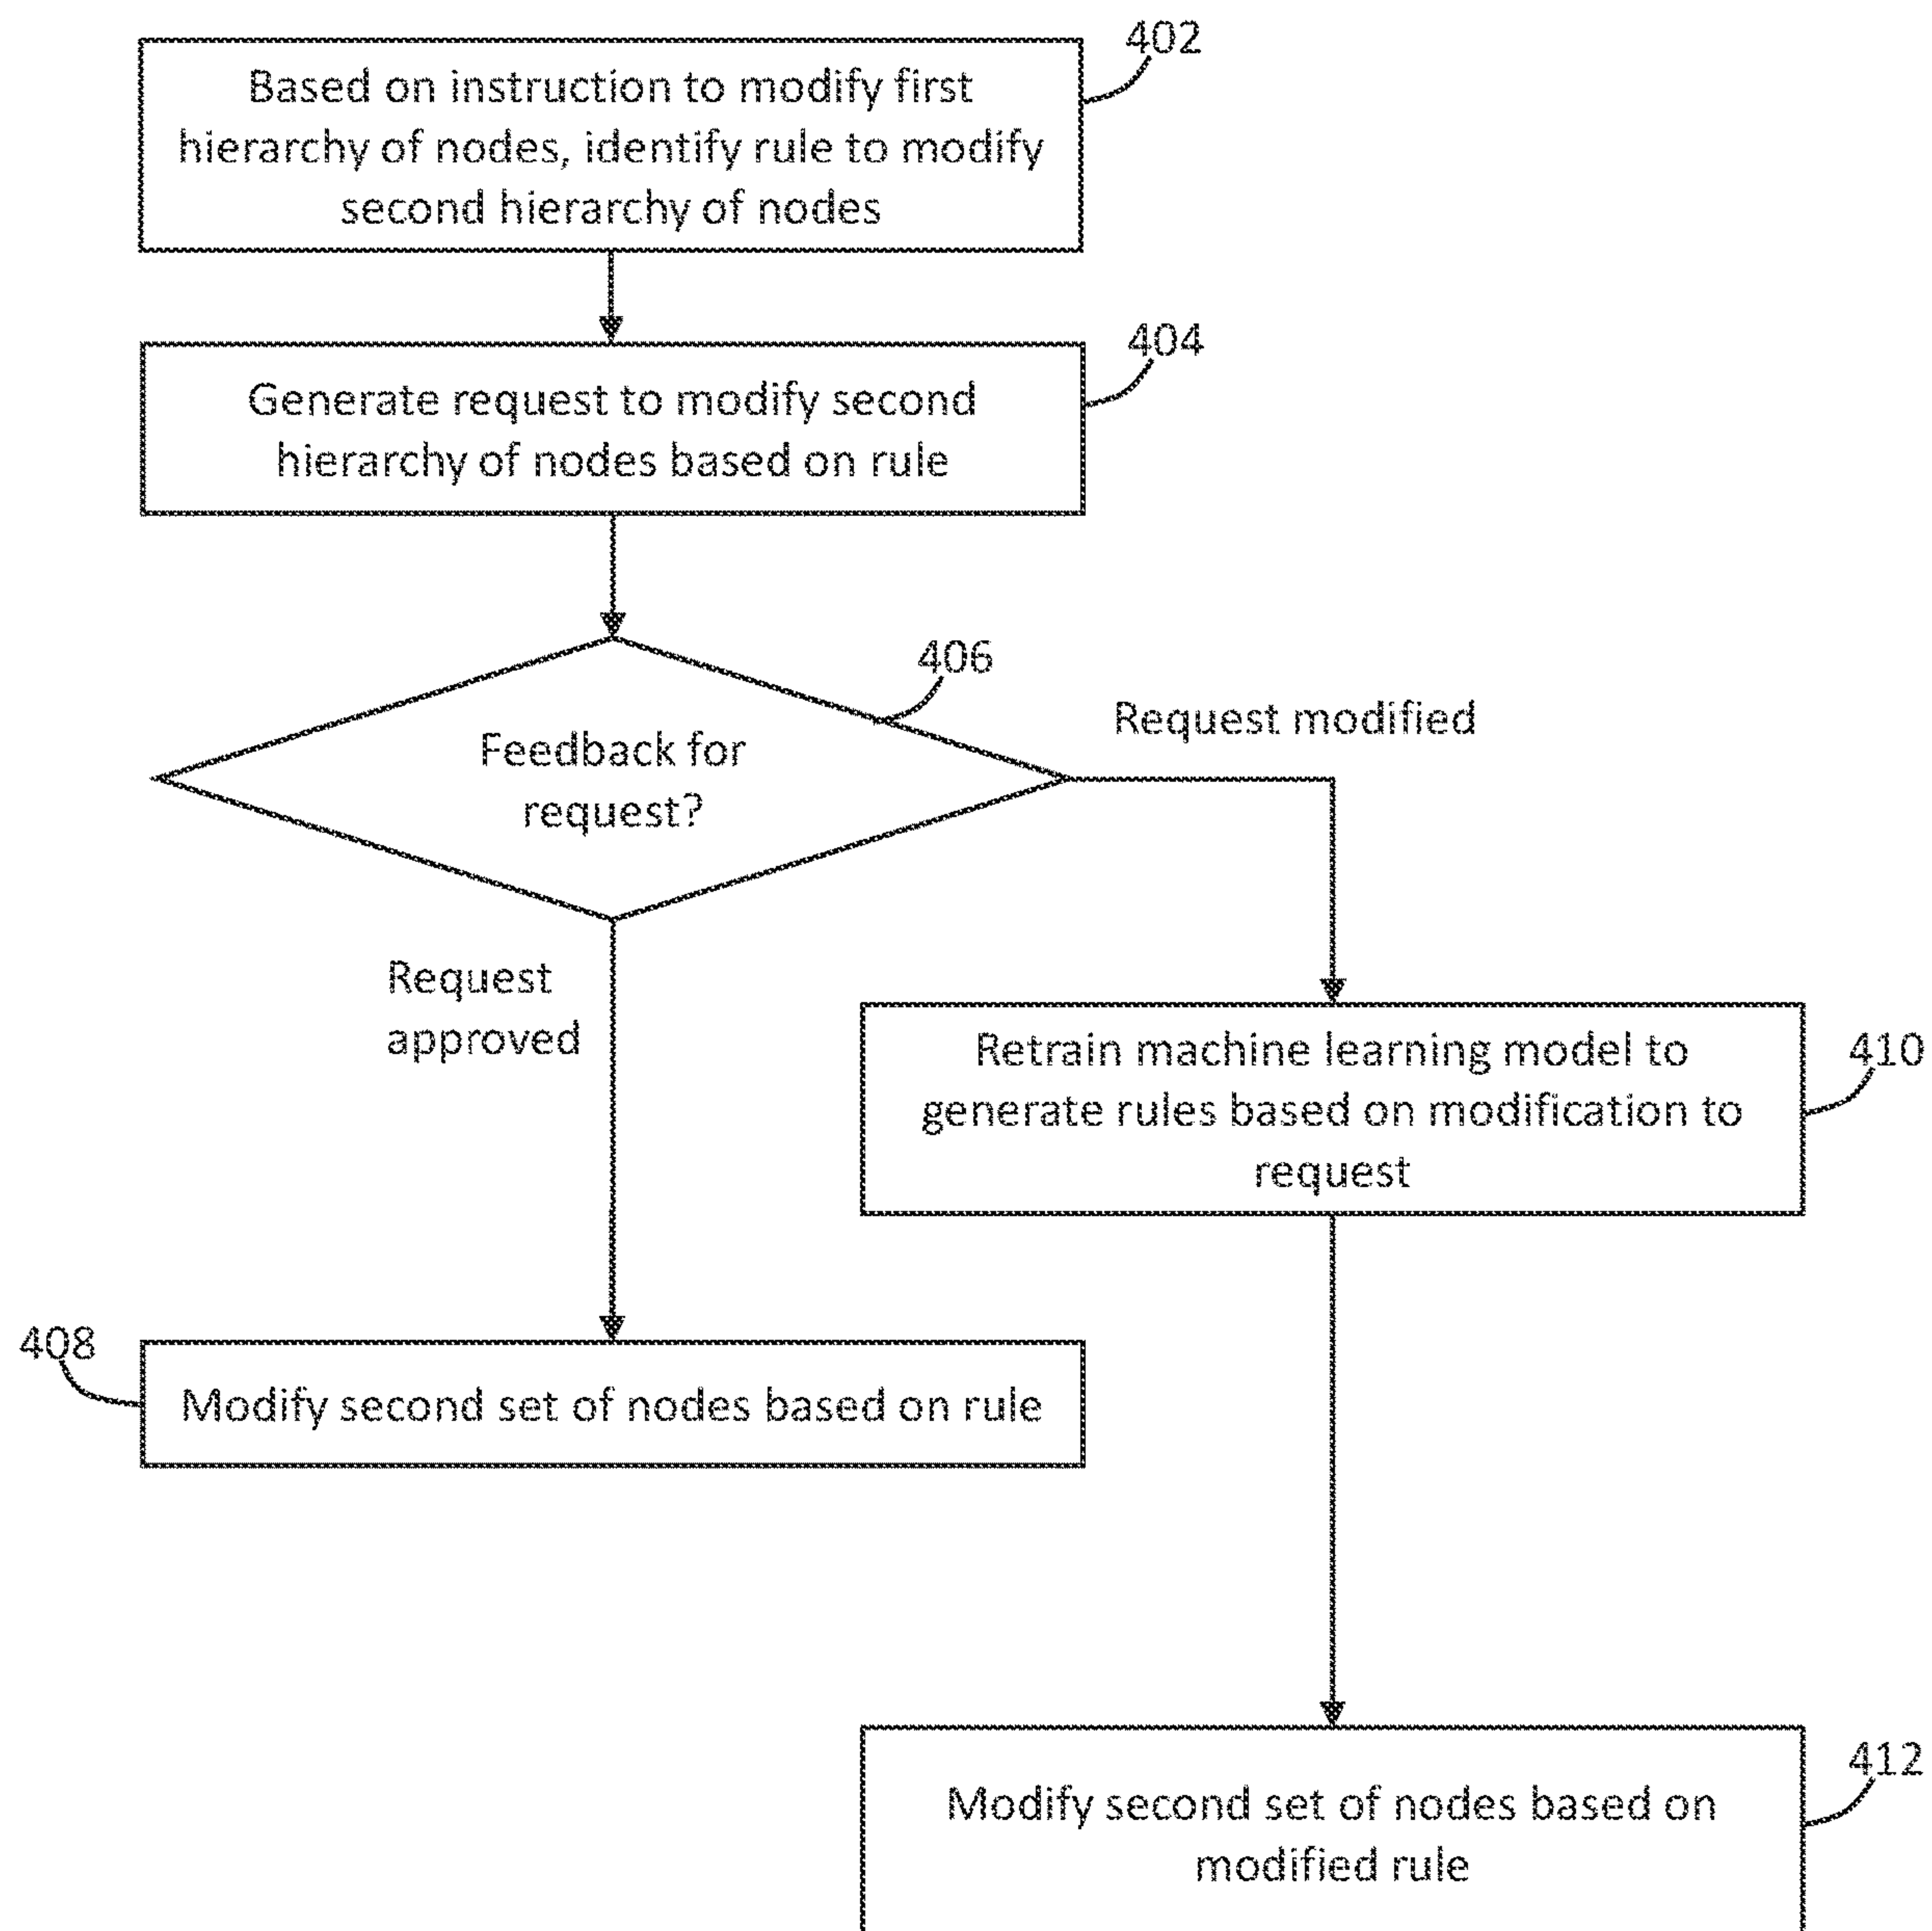 402
Based on instruction to modify first
hierarchy of nodes, identify rule to modify
second hierarchy of nodes
404
Generate request to modify second
hierarchy of nodes based on rule
406
Feedback for
request?
Request modified
Request
approved
410
Retrain machine learning model to
generate rules based on modification to
request
408
Modify second set of nodes based on rule
412
Modify second set of nodes based on
modified rule